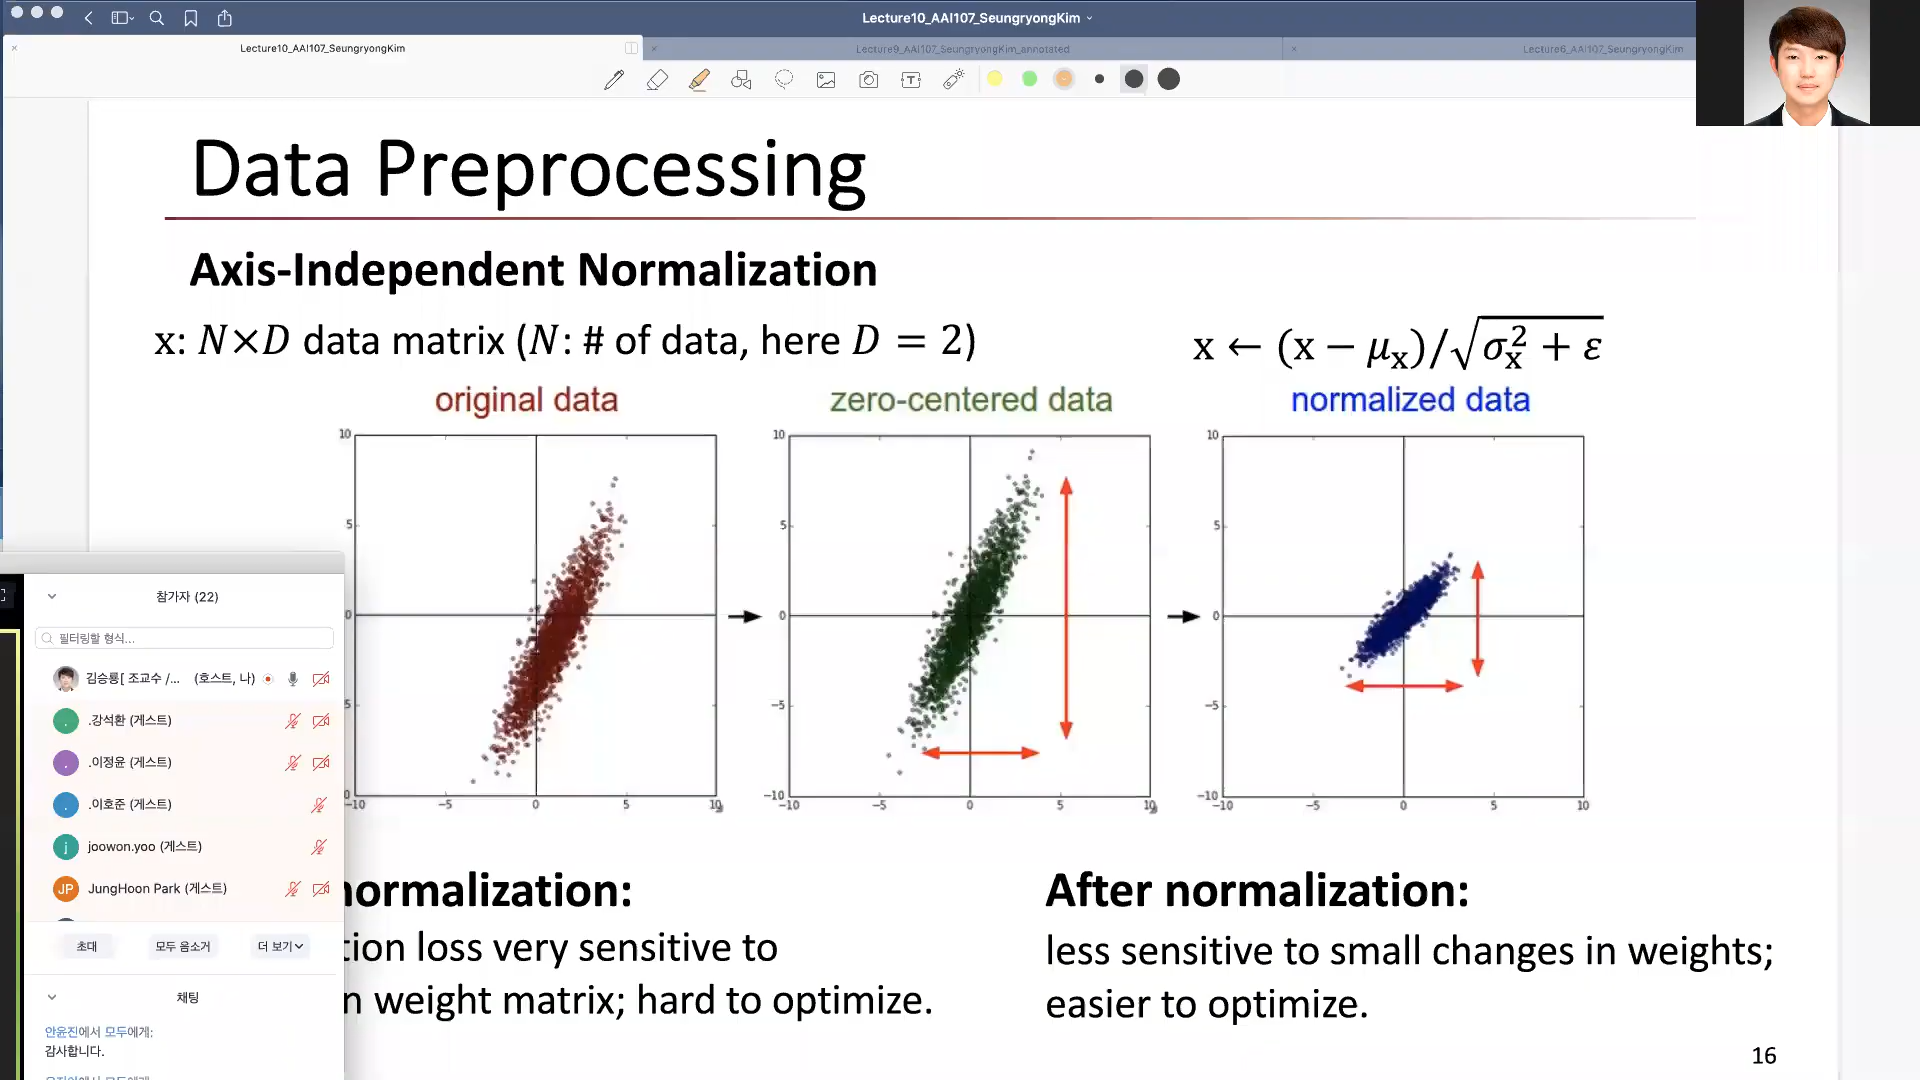 Lecture10_AAI107_SeungryongKim
Lecture10_AAI107_SeungryongKim
Lecture9_AAI107_SeungryongKim_annotated
Lecture6_AAI107_SeungryongKim
Data Preprocessing
Axis-Independent Normalization
x: N×D data matrix (N: # of data, here D = 2)
x ← (x − μ_x)/√(σ_x^2 + ε)
original data
zero-centered data
normalized data
10
5
0
5
0
-10
-5
0
5
10
10
5
0
-5
-10
-10
-5
0
5
10
10
5
0
-5
-10
-10
-5
0
5
10
normalization:
tion loss very sensitive to
n weight matrix; hard to optimize.
After normalization:
less sensitive to small changes in weights;
easier to optimize.
16
참가자 (22)
필터링할 형식...
김승룡[ 조교수 /... (호스트, 나)
.강석환 (게스트)
.이정윤 (게스트)
.이호준 (게스트)
j joowon.yoo (게스트)
JP JungHoon Park (게스트)
초대
모두 음소거
더 보기
채팅
안윤진에서 모두에게:
감사합니다.